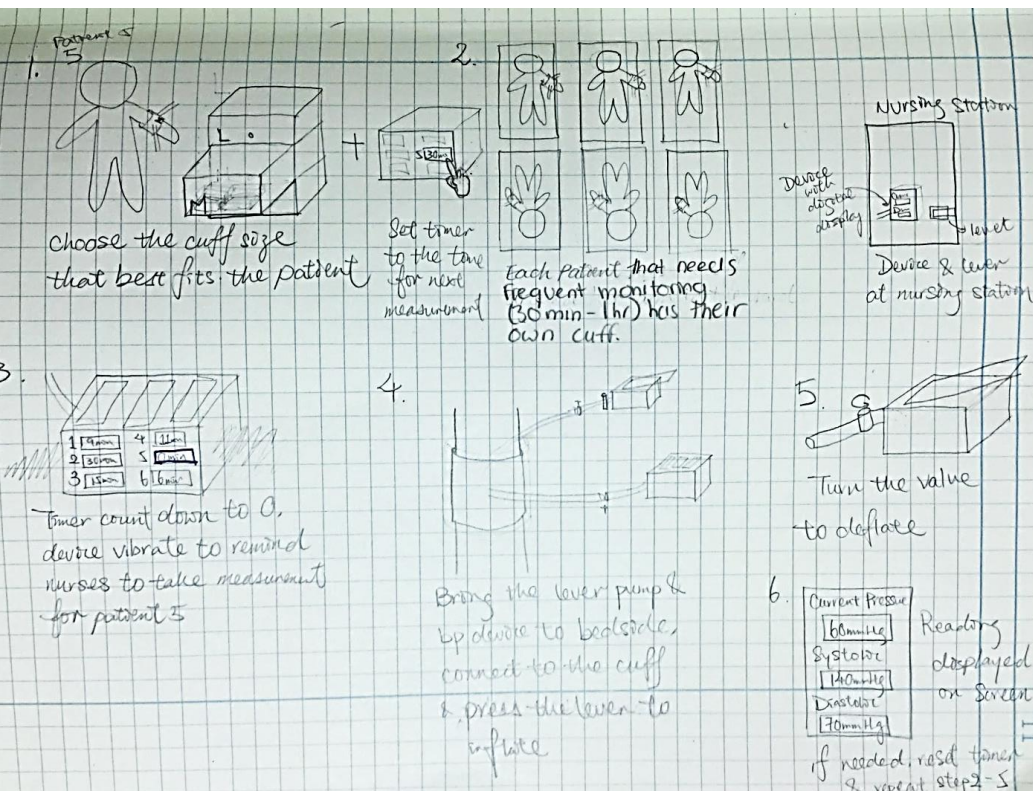 1.
Patient 5
5
L
choose the cuff size
that best fits the patient
+
5 30min
Set timer
to the time
for next
measurement
2.
Each patient that needs
frequent monitoring
(30min-1hr) has their
own cuff.
Nursing Station
Device
with
digital
display
lever
Device & lever
at nursing station
3.
1 9min 4 11min
2 30min 5 0min
3 15min 6 6min
Timer count down to 0,
device vibrate to remind
nurses to take measurement
for patient 5
4.
Bring the lever pump &
bp device to bedside,
connect to the cuff
& press the lever to
inflate
5.
Turn the value
to deflate
6.
Current Pressure
60mmHg
Systolic
140mmHg
Diastolic
70mmHg
Reading
displayed
on screen
if needed, reset timer
& repeat step 2-5